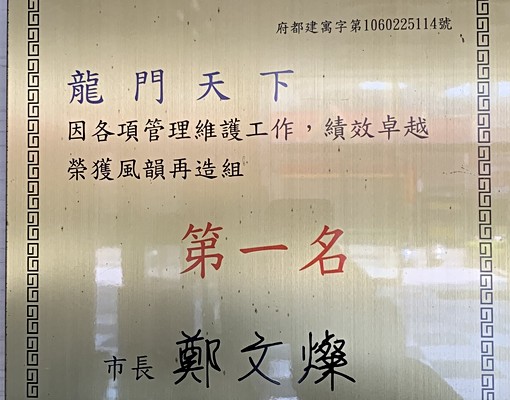 府都建寓字第1060225114號
龍門天下
因各項管理維護工作，績效卓越
榮獲風韻再造組
第一名
市長 鄭文燦